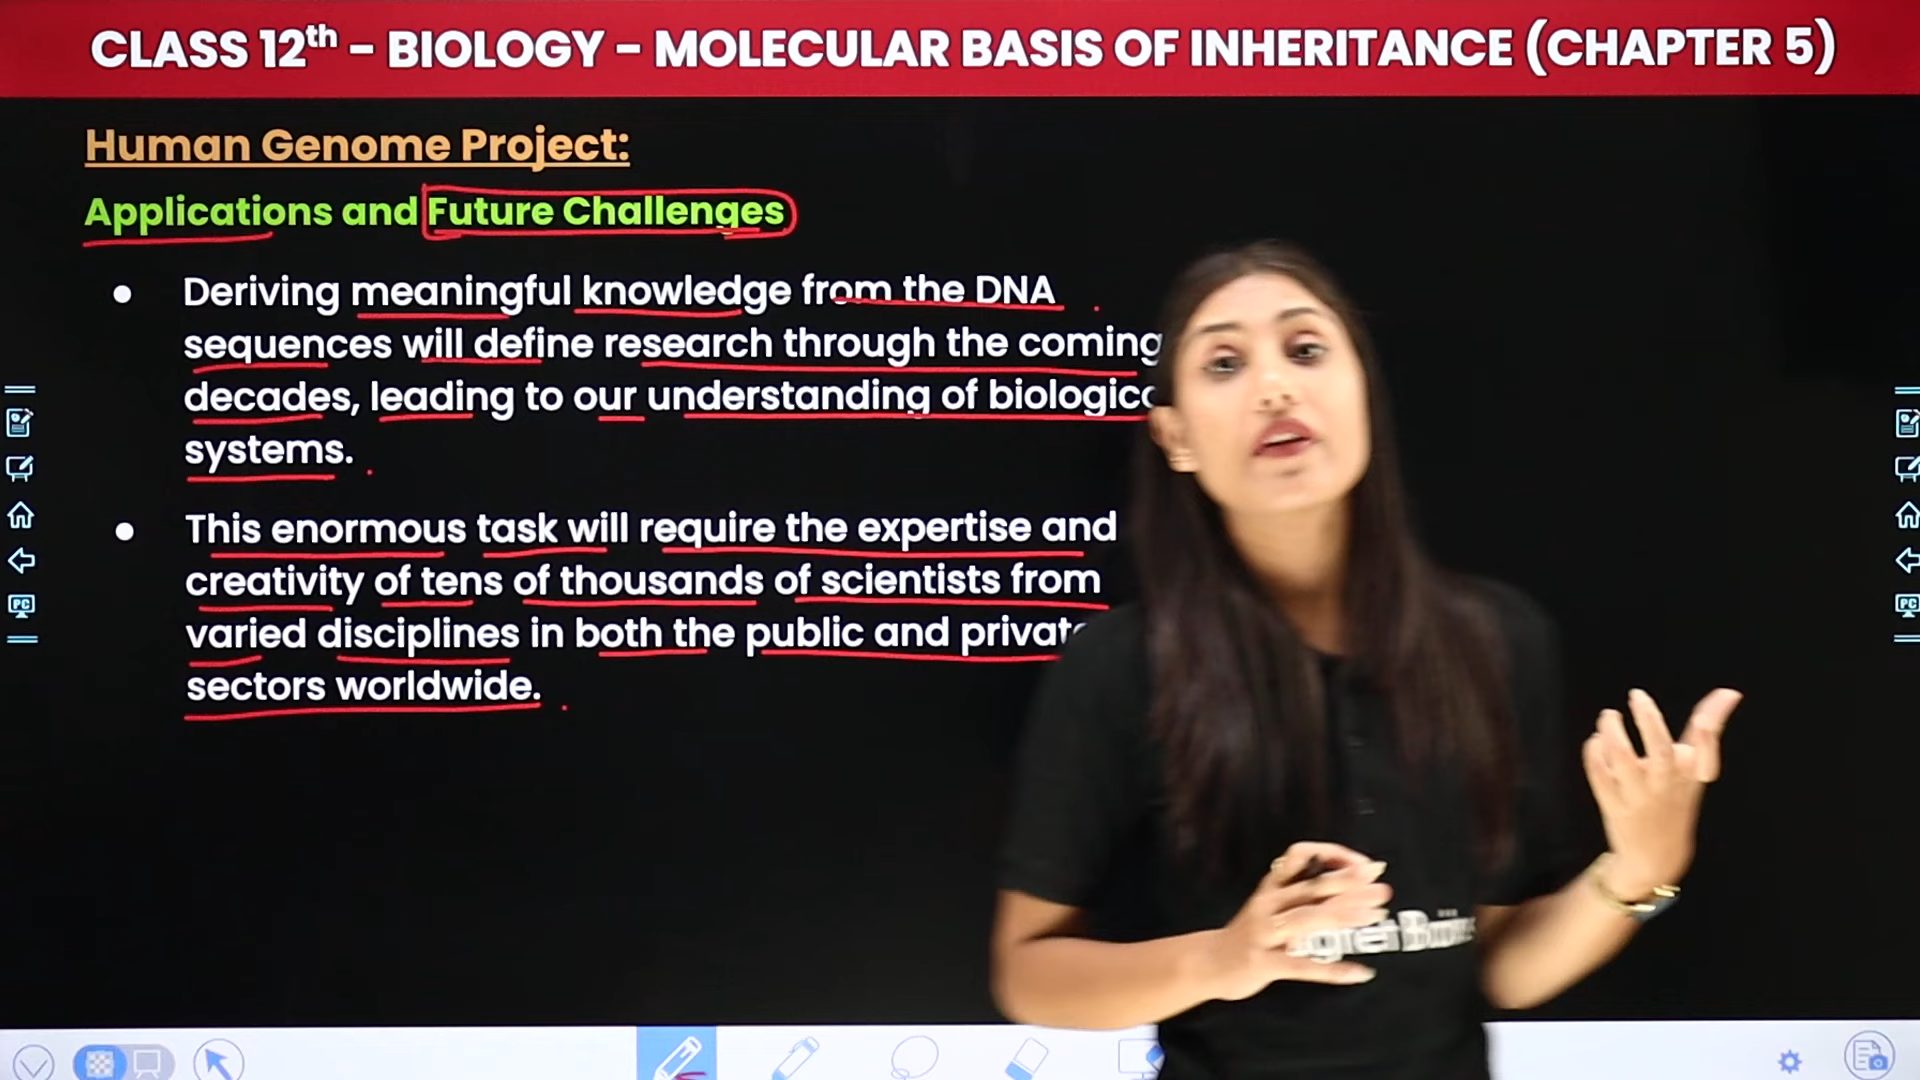 CLASS 12th – BIOLOGY – MOLECULAR BASIS OF INHERITANCE (CHAPTER 5)
Human Genome Project:
Applications and Future Challenges
● Deriving meaningful knowledge from the DNA
sequences will define research through the coming
decades, leading to our understanding of
systems.
● This enormous task will require the expertise and
creativity of tens of thousands of scientists from
varied disciplines in both the public and private
sectors worldwide.
PC
PC